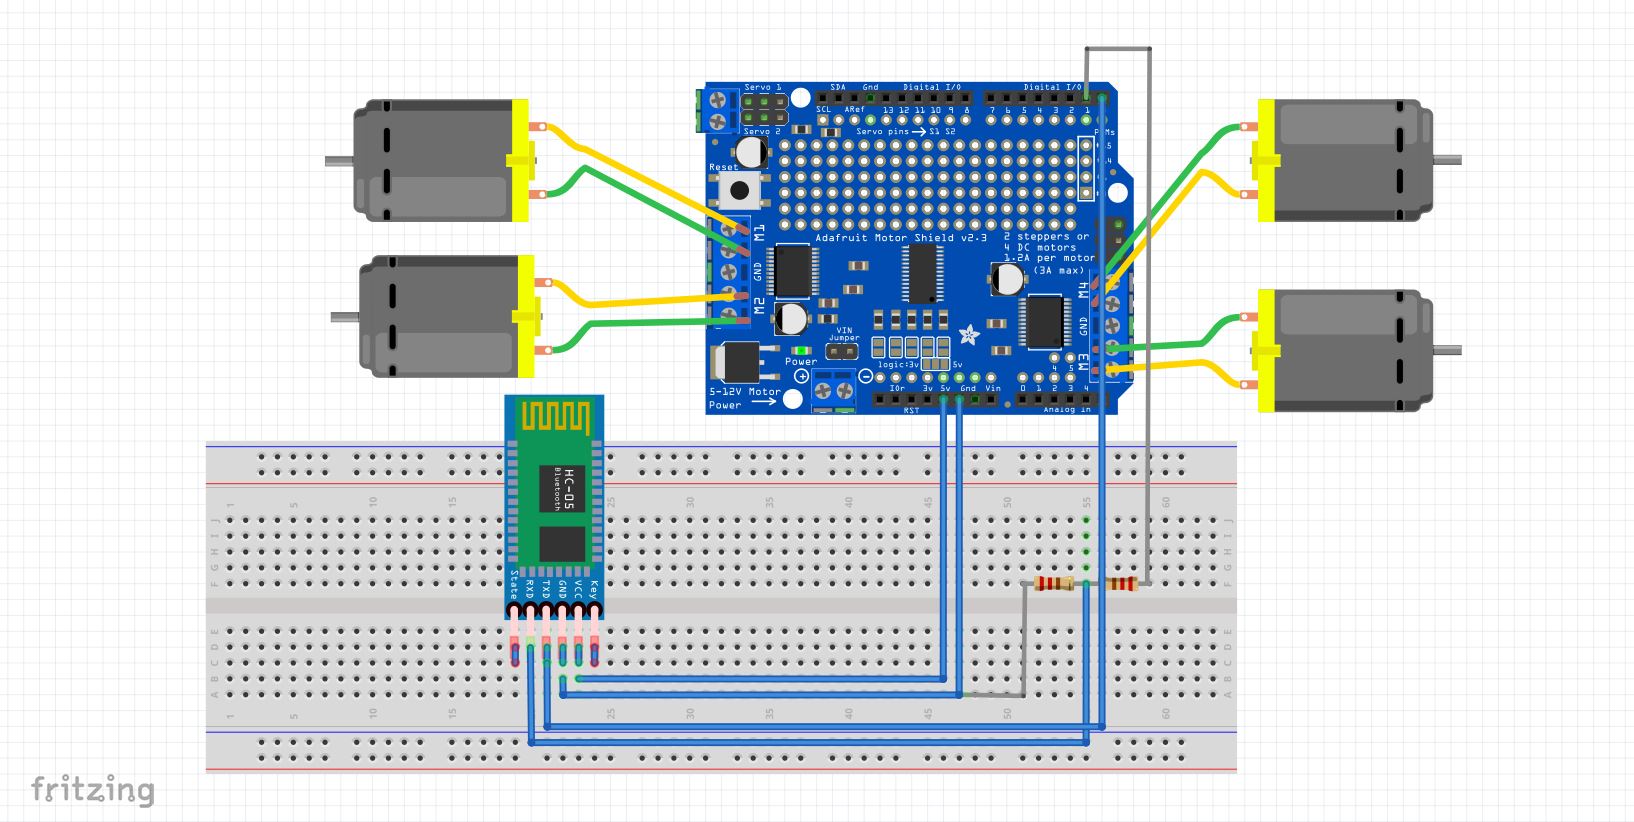 Servo 1
SDA Gnd Digital I/O Digital I/O
SCL ARef 13 12 11 10 9 8 7 6 5 4 3 2 1
Servo 2
Servo pins → S1 S2
Reset
M1
GND
M2
Adafruit Motor Shield v2.3
2 steppers or
4 DC motors
1.2A per motor
(3A max)
M4
GND
M3
VIN
Jumper
Power
5-12V Motor
Power →
logic:3v 5v
IOr 3v 5v Gnd Vin 0 1 2 3 4
4 5
RST Analog In
HC-05
Bluetooth
State
RXD
TXD
GND
VCC
Key
1 5 10 15 25 30 35 40 45 50 55 60
J J
I I
H H
G G
F F
E E
D D
C C
B B
A A
1 5 10 15 25 30 35 40 45 50 60
fritzing